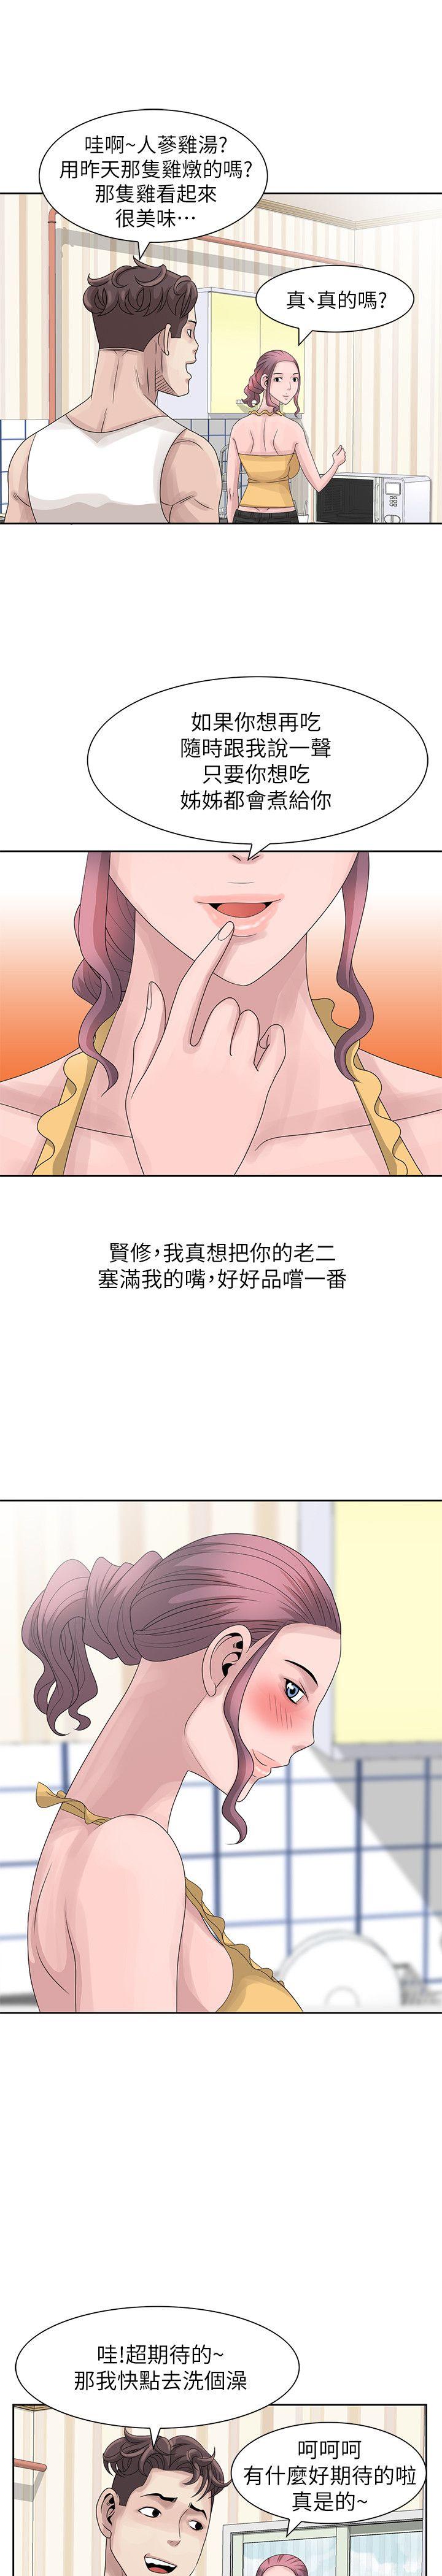 哇啊~人蔘雞湯?
用昨天那隻雞燉的嗎?
那隻雞看起來
很美味…
真、真的嗎?
如果你想再吃
隨時跟我說一聲
只要你想吃
姊姊都會煮給你
賢修,我真想把你的老二
塞滿我的嘴,好好品嚐一番
哇!超期待的~
那我快點去洗個澡
呵呵呵
有什麼好期待的啦
真是的~